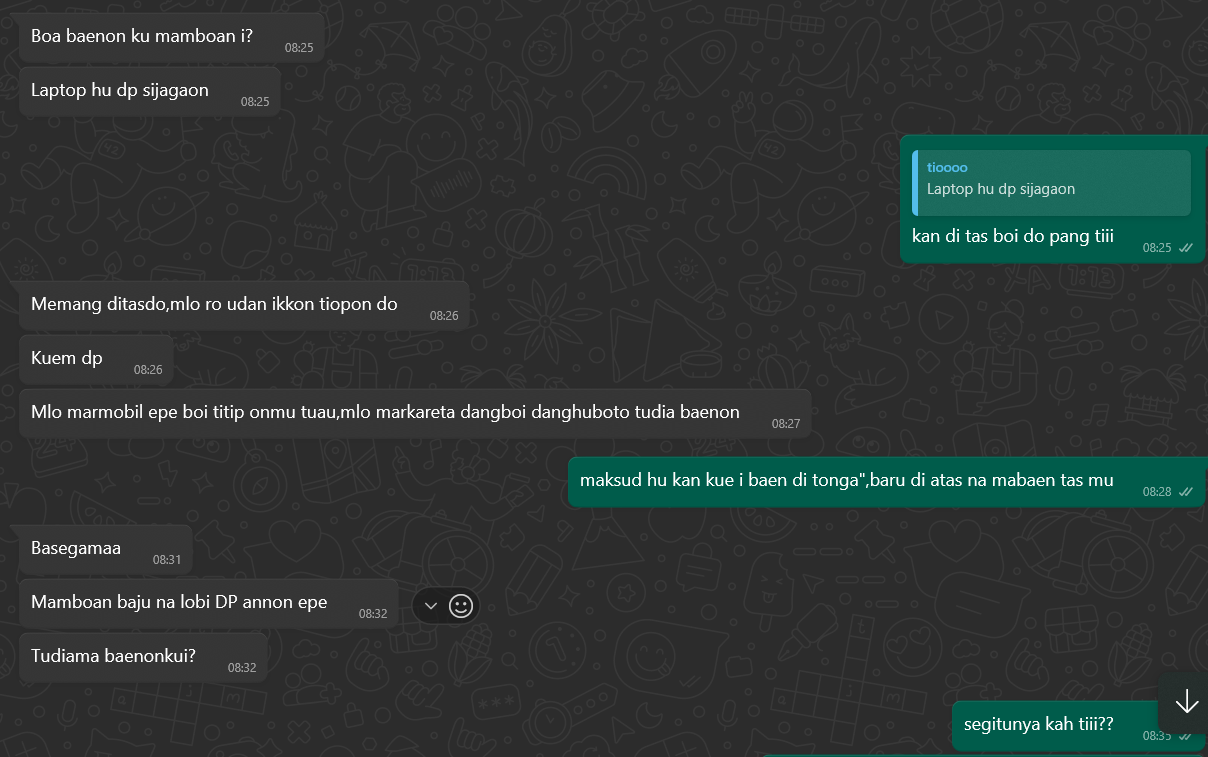 Boa baenon ku mamboan i?
08:25
Laptop hu dp sijagaon
08:25
tioooo
Laptop hu dp sijagaon
kan di tas boi do pang tiii
08:25
Memang ditasdo,mlo ro udan ikkon tiopon do
08:26
Kuem dp
08:26
Mlo marmobil epe boi titip onmu tuau,mlo markareta dangboi danghuboto tudia baenon
08:27
maksud hu kan kue i baen di tonga",baru di atas na mabaen tas mu
08:28
Basegamaa
08:31
Mamboan baju na lobi DP annon epe
08:32
Tudiama baenonkui?
08:32
segitunya kah tiii??
08:35